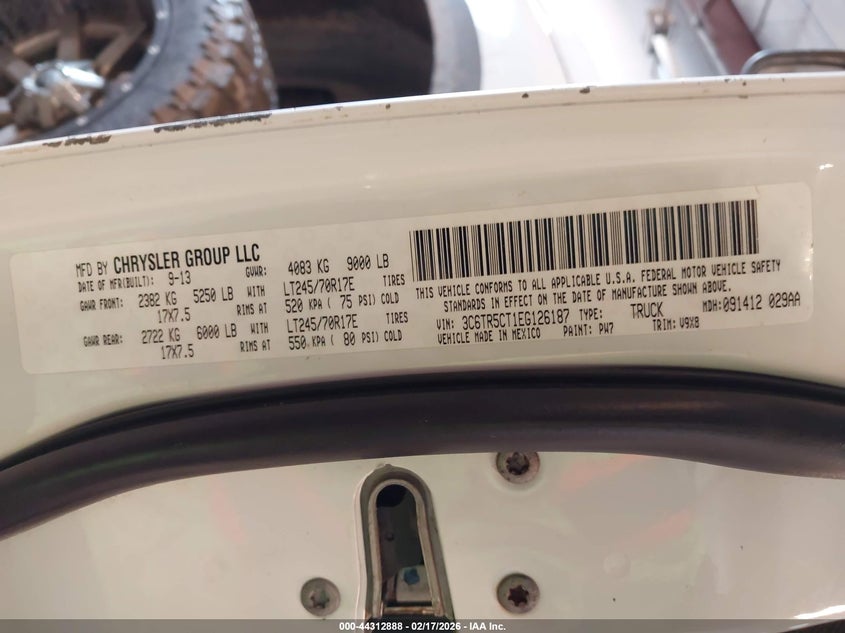 MFD BY CHRYSLER GROUP LLC
DATE OF MFR(BUILT): 9-13 GVWR: 4083 KG 9000 LB
GAWR FRONT: 2382 KG 5250 LB WITH LT245/70R17E TIRES
17X7.5 RIMS AT 520 KPA ( 75 PSI) COLD
GAWR REAR: 2722 KG 6000 LB WITH LT245/70R17E TIRES
17X7.5 RIMS AT 550 KPA ( 80 PSI) COLD
THIS VEHICLE CONFORMS TO ALL APPLICABLE U.S.A. FEDERAL MOTOR VEHICLE SAFETY
STANDARDS IN EFFECT ON THE DATE OF MANUFACTURE SHOWN ABOVE.
VIN: 3C6TR5CT1EG126187 TYPE: TRUCK MDH: 091412 029AA
VEHICLE MADE IN MEXICO PAINT: PW7 TRIM: V9X8
000-44312888 - 02/17/2026 - IAA Inc.